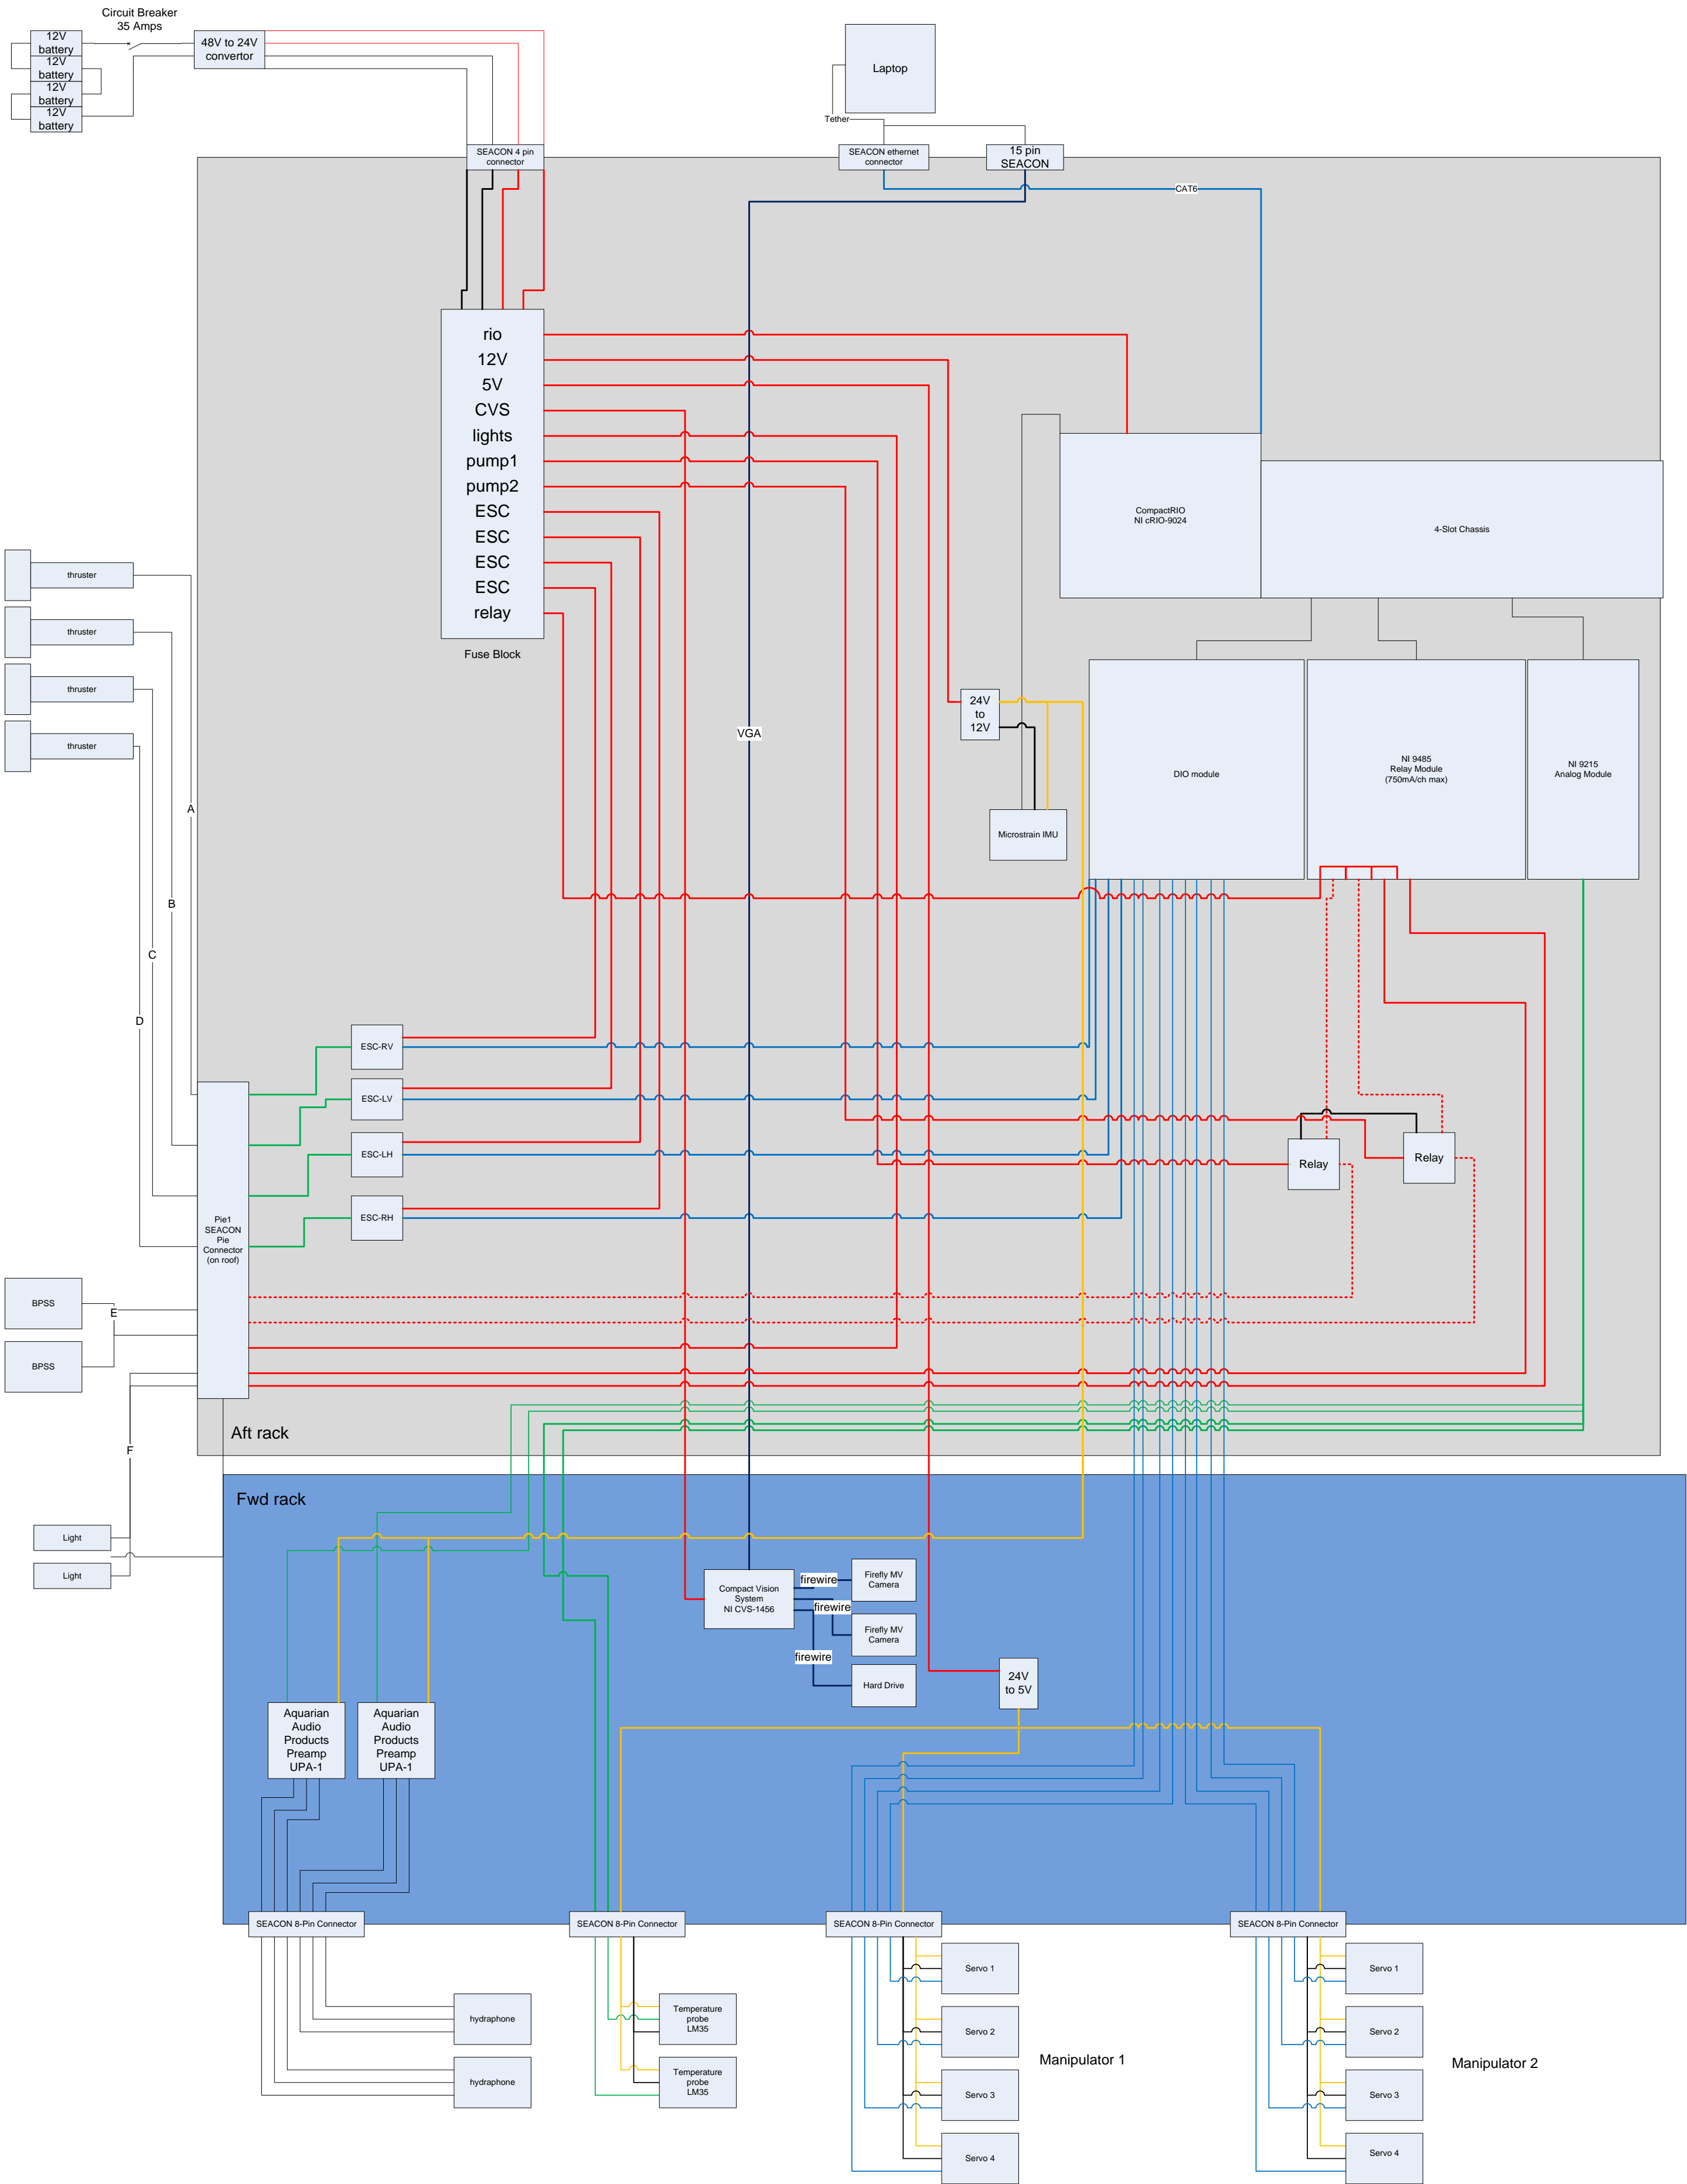 Circuit Breaker
35 Amps
12V
battery
12V
battery
12V
battery
12V
battery
48V to 24V
convertor
Laptop
Tether
SEACON 4 pin
connector
SEACON ethernet
connector
15 pin
SEACON
CAT6
rio
12V
5V
CVS
lights
pump1
pump2
ESC
ESC
ESC
ESC
relay
Fuse Block
CompactRIO
NI cRIO-9024
4-Slot Chassis
thruster
thruster
thruster
thruster
A
B
C
D
VGA
24V
to
12V
Microstrain IMU
DIO module
NI 9485
Relay Module
(750mA/ch max)
NI 9215
Analog Module
ESC-RV
ESC-LV
ESC-LH
ESC-RH
Relay
Relay
Pie1
SEACON
Pie
Connector
(on roof)
BPSS
E
BPSS
F
Aft rack
Fwd rack
Light
Light
Compact Vision
System
NI CVS-1456
firewire
Firefly MV
Camera
firewire
Firefly MV
Camera
firewire
Hard Drive
24V
to 5V
Aquarian
Audio
Products
Preamp
UPA-1
Aquarian
Audio
Products
Preamp
UPA-1
SEACON 8-Pin Connector
SEACON 8-Pin Connector
SEACON 8-Pin Connector
SEACON 8-Pin Connector
hydraphone
hydraphone
Temperature
probe
LM35
Temperature
probe
LM35
Servo 1
Servo 2
Servo 3
Servo 4
Manipulator 1
Servo 1
Servo 2
Servo 3
Servo 4
Manipulator 2